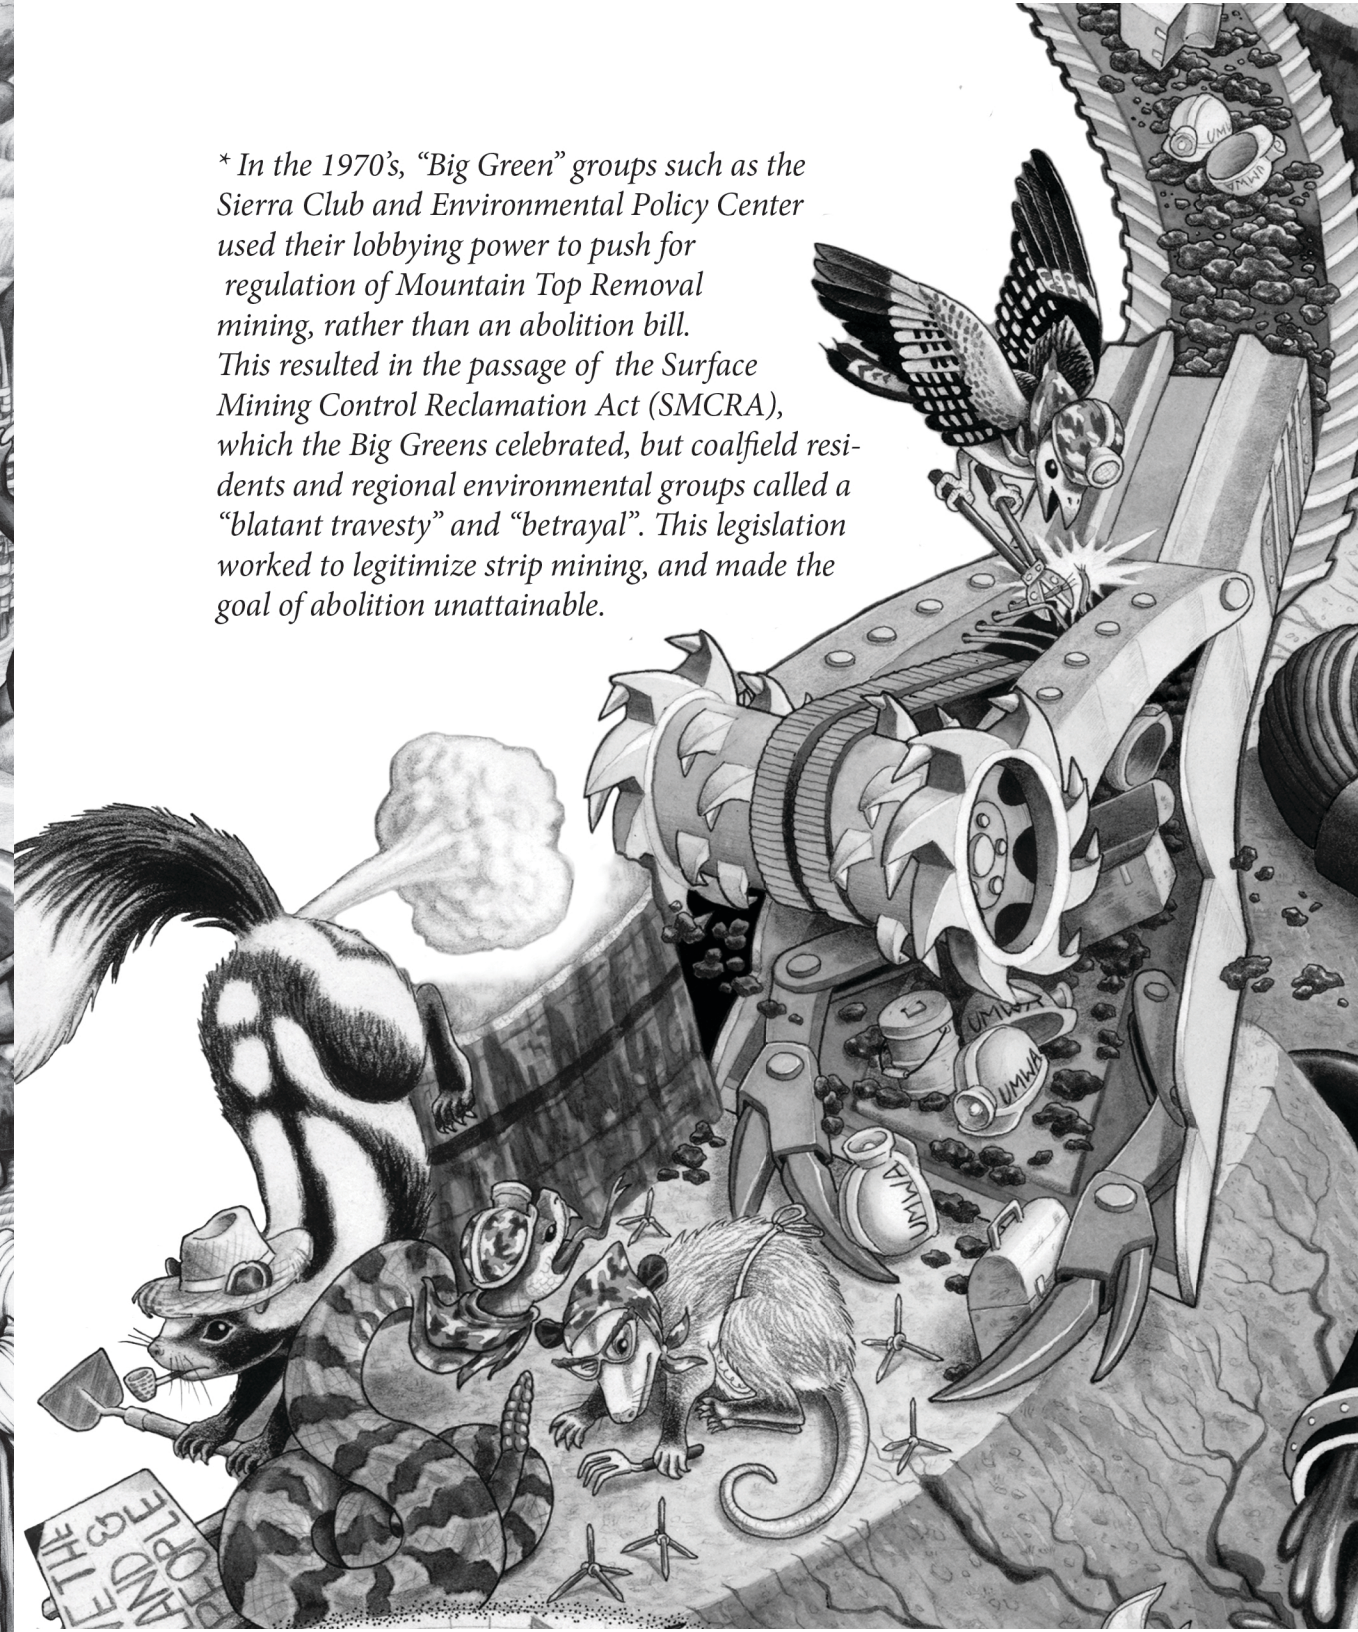 * In the 1970’s, “Big Green” groups such as the
Sierra Club and Environmental Policy Center
used their lobbying power to push for
regulation of Mountain Top Removal
mining, rather than an abolition bill.
This resulted in the passage of the Surface
Mining Control Reclamation Act (SMCRA),
which the Big Greens celebrated, but coalfield resi-
dents and regional environmental groups called a
“blatant travesty” and “betrayal”. This legislation
worked to legitimize strip mining, and made the
goal of abolition unattainable.
UMW
UMWA
UMWA
UMWA
UMWA
THE
LAND &
PEOPLE